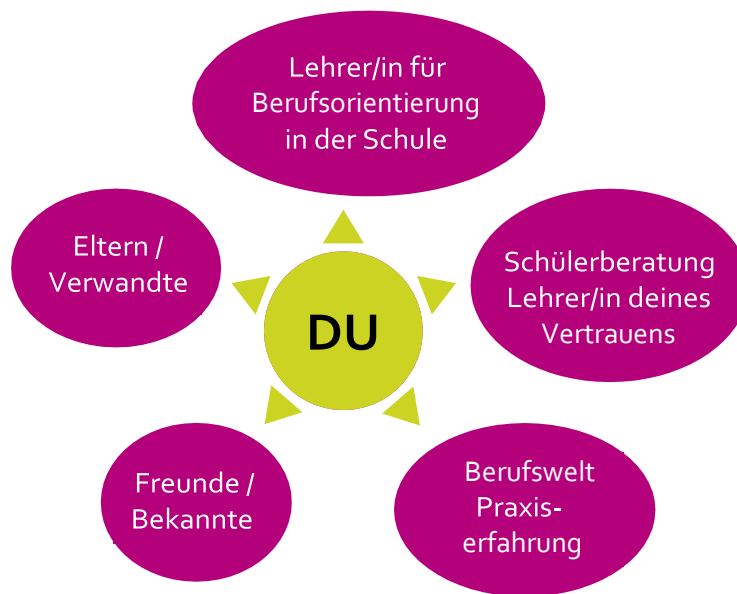 Lehrer/in für
Berufsorientierung
in der Schule
Eltern /
Verwandte
Schülerberatung
Lehrer/in deines
Vertrauens
DU
Freunde /
Bekannte
Berufswelt
Praxis-
erfahrung